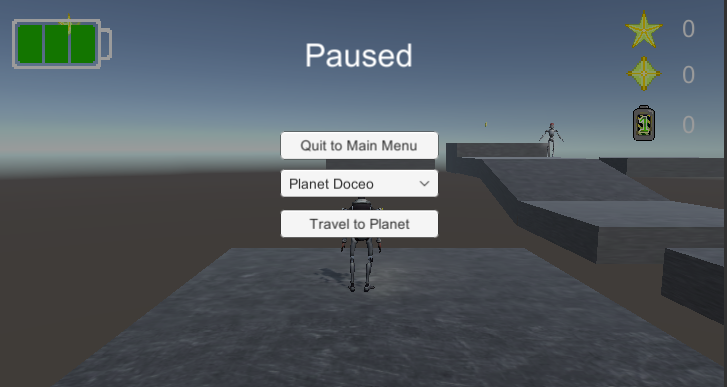 Paused
0
0
0
Quit to Main Menu
Planet Doceo
Travel to Planet